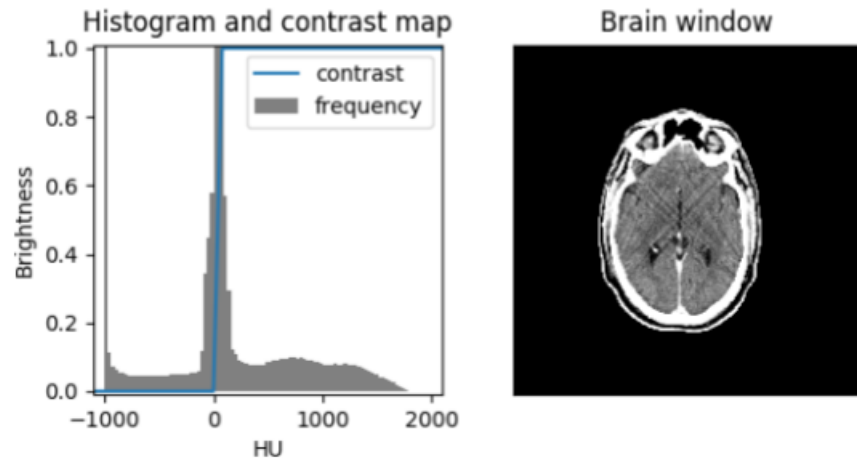 Histogram and contrast map
Brain window
1.0
0.8
0.6
0.4
0.2
0.0
Brightness
contrast
frequency
−1000
0
1000
2000
HU